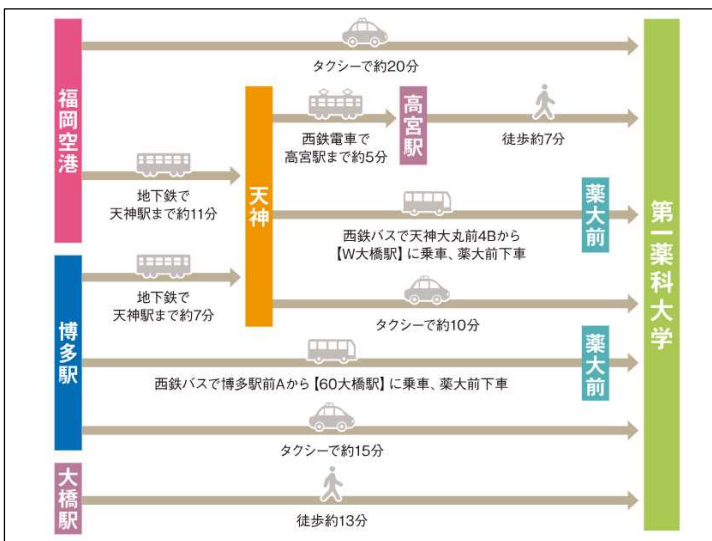 福岡空港
タクシーで約20分
地下鉄で
天神駅まで約11分
天神
西鉄電車で
高宮駅まで約5分
高宮駅
徒歩約7分
西鉄バスで天神大丸前4Bから
【W大橋駅】に乗車、薬大前下車
薬大前
タクシーで約10分
博多駅
地下鉄で
天神駅まで約7分
西鉄バスで博多駅前Aから【60大橋駅】に乗車、薬大前下車
薬大前
タクシーで約15分
大橋駅
徒歩約13分
第一薬科大学